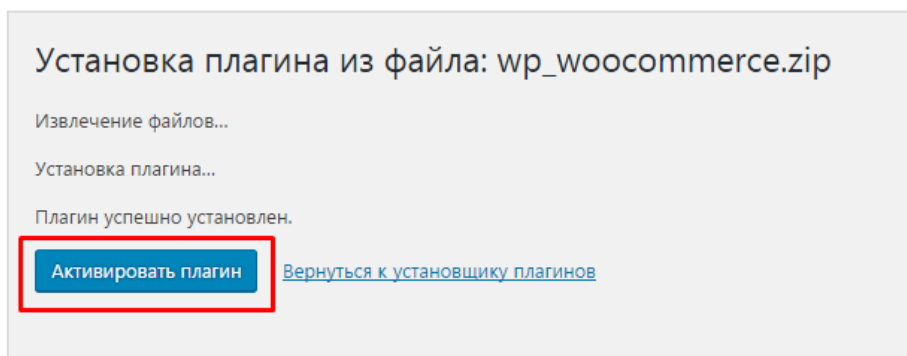 Установка плагина из файла: wp_woocommerce.zip
Извлечение файлов...
Установка плагина...
Плагин успешно установлен.
Активировать плагин Вернуться к установщику плагинов